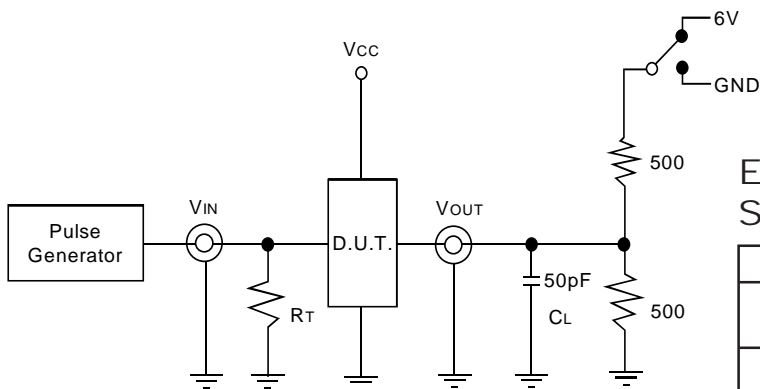 6V
GND
VCC
500
VIN
VOUT
Pulse
Generator
D.U.T.
50pF
RT
CL
500
E
S